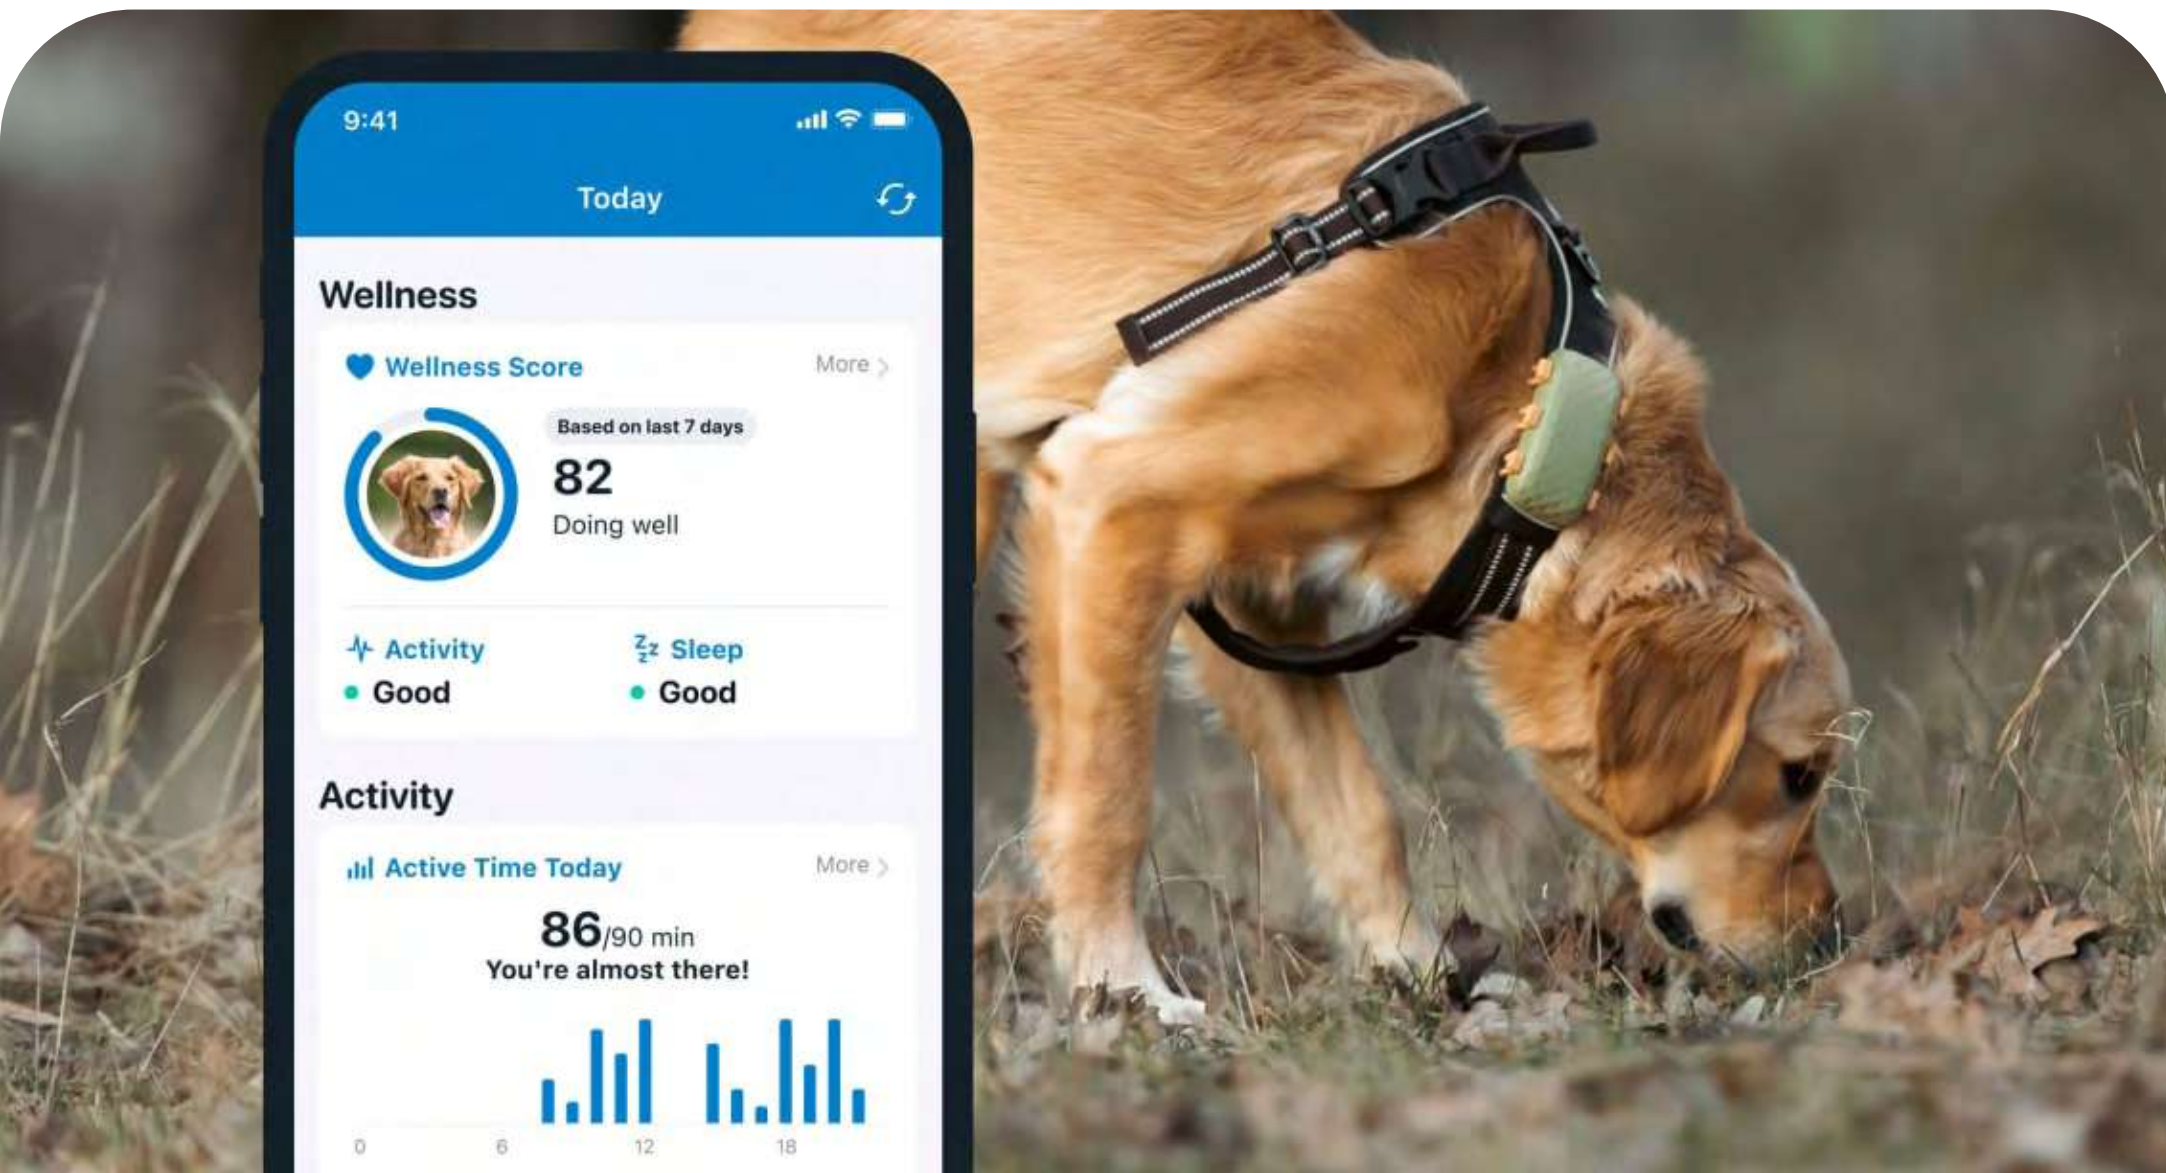 9:41
Today
Wellness
Wellness Score
More
Based on last 7 days
82
Doing well
Activity
Sleep
Good
Good
Activity
Active Time Today
More
86/90 min
You're almost there!
0 6 12 18